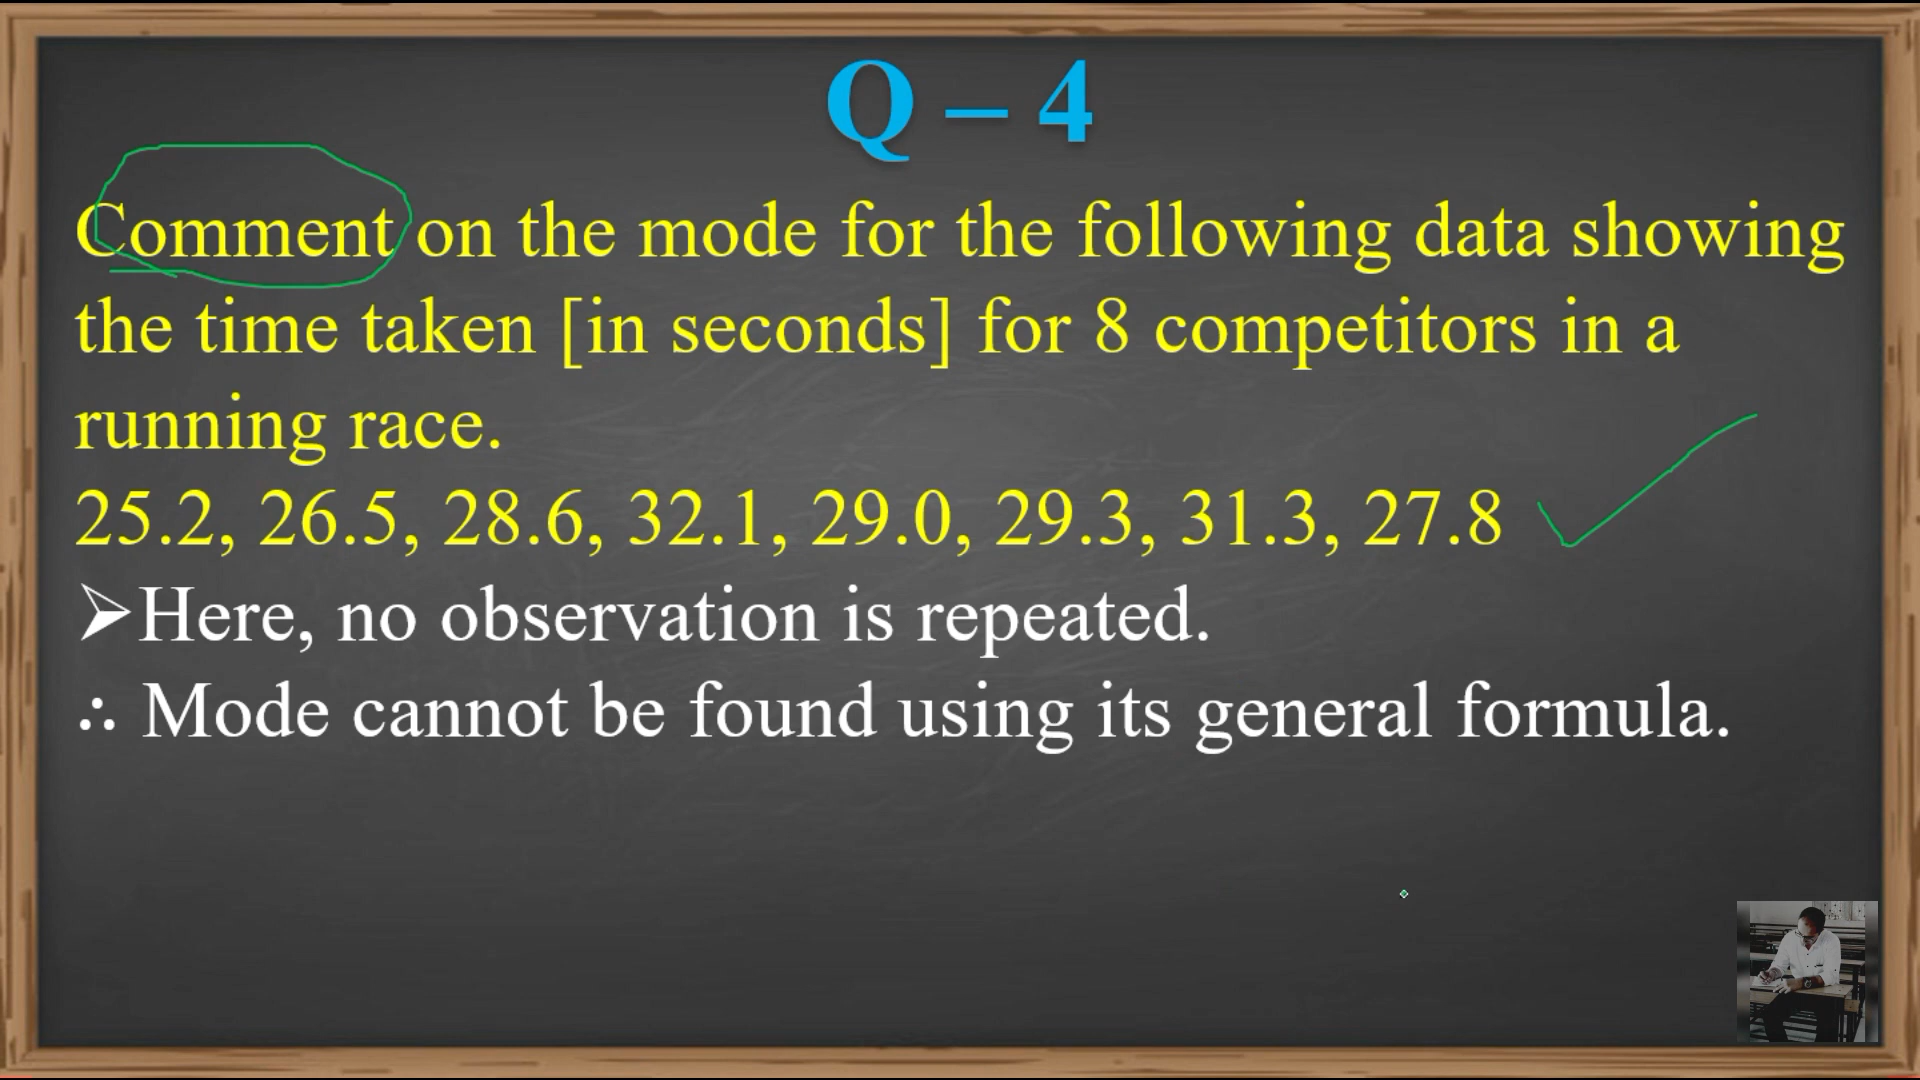 Q – 4
Comment on the mode for the following data showing
the time taken [in seconds] for 8 competitors in a
running race.
25.2, 26.5, 28.6, 32.1, 29.0, 29.3, 31.3, 27.8
➢Here, no observation is repeated.
∴ Mode cannot be found using its general formula.